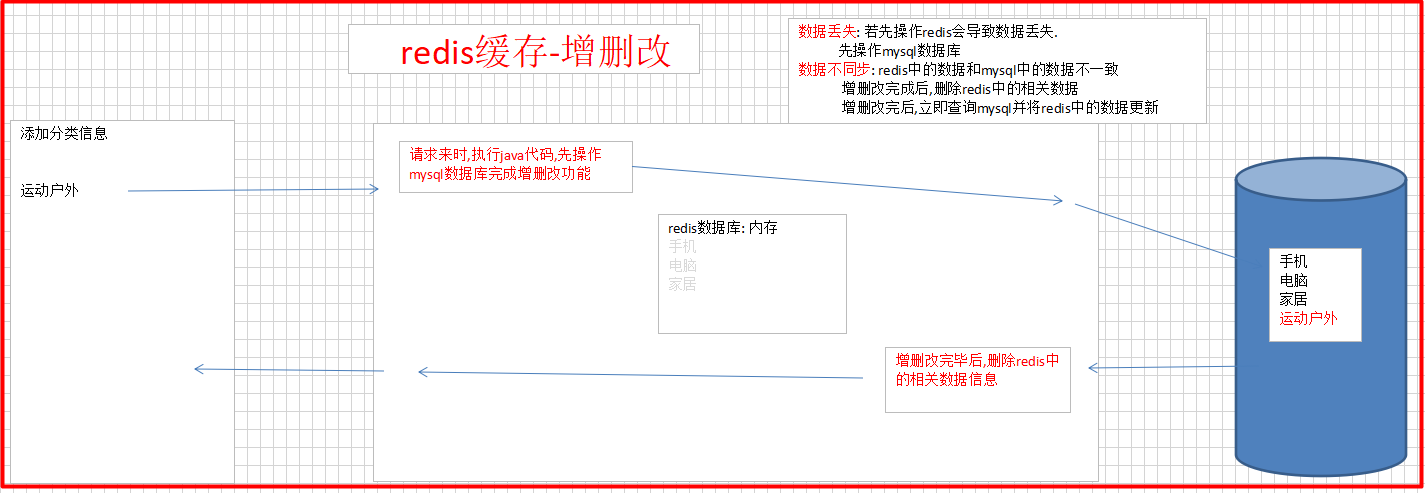 redis缓存-增删改
数据丢失: 若先操作redis会导致数据丢失.
先操作mysql数据库
数据不同步: redis中的数据和mysql中的数据不一致
增删改完成后,删除redis中的相关数据
增删改完后,立即查询mysql并将redis中的数据更新
添加分类信息
运动户外
请求来时,执行java代码,先操作
mysql数据库完成增删改功能
redis数据库: 内存
手机
电脑
家居
手机
电脑
家居
运动户外
增删改完毕后,删除redis中
的相关数据信息